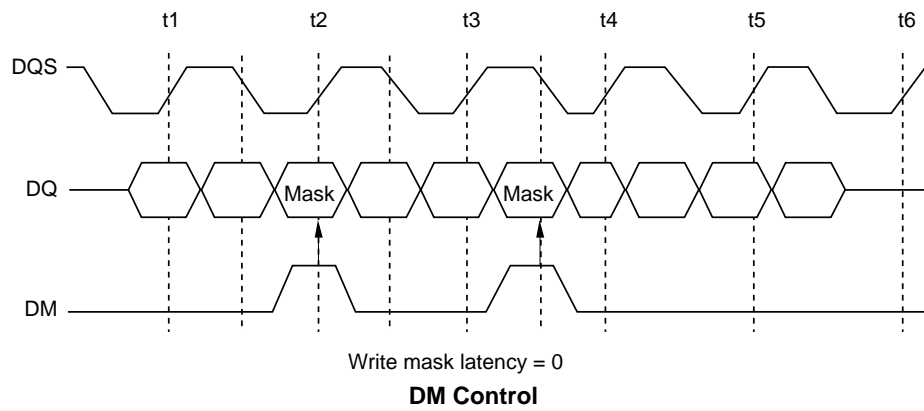 t1 t2 t3 t4 t5 t6
DQS
DQ Mask Mask
DM
Write mask latency = 0
DM Control